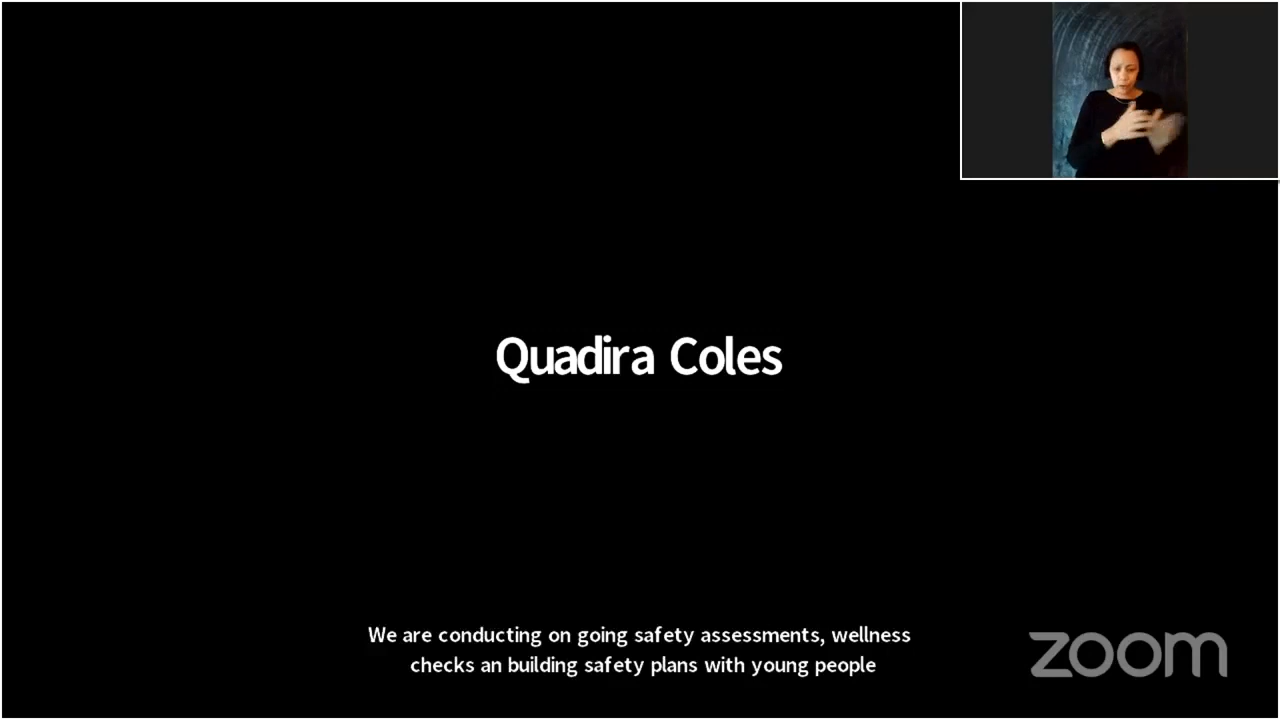 Quadira Coles
We are conducting on going safety assessments, wellness
checks an building safety plans with young people
zoom